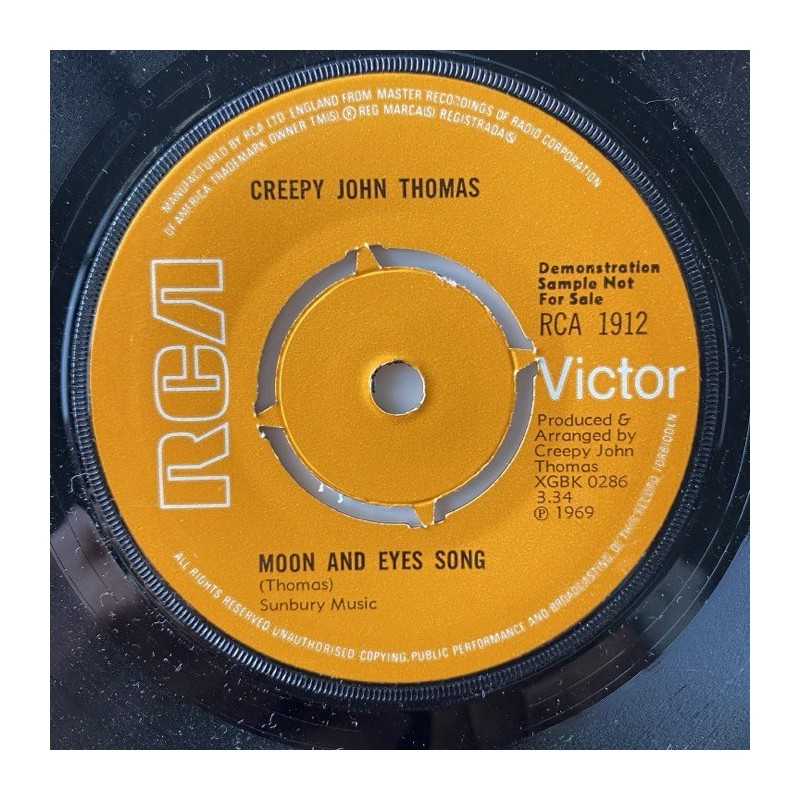 MANUFACTURED BY RCA LTD. ENGLAND FROM MASTER RECORDINGS OF RADIO CORPORATION
OF AMERICA. TRADEMARK OWNER TM(S) ® REG MARCA(S) REGISTRADA(S)
CREEPY JOHN THOMAS
RCA
Demonstration
Sample Not
For Sale
RCA 1912
Victor
Produced &
Arranged by
Creepy John
Thomas
XGBK 0286
3.34
℗ 1969
MOON AND EYES SONG
(Thomas)
Sunbury Music
ALL RIGHTS RESERVED UNAUTHORISED COPYING, PUBLIC PERFORMANCE AND BROADCASTING OF THIS RECORD FORBIDDEN